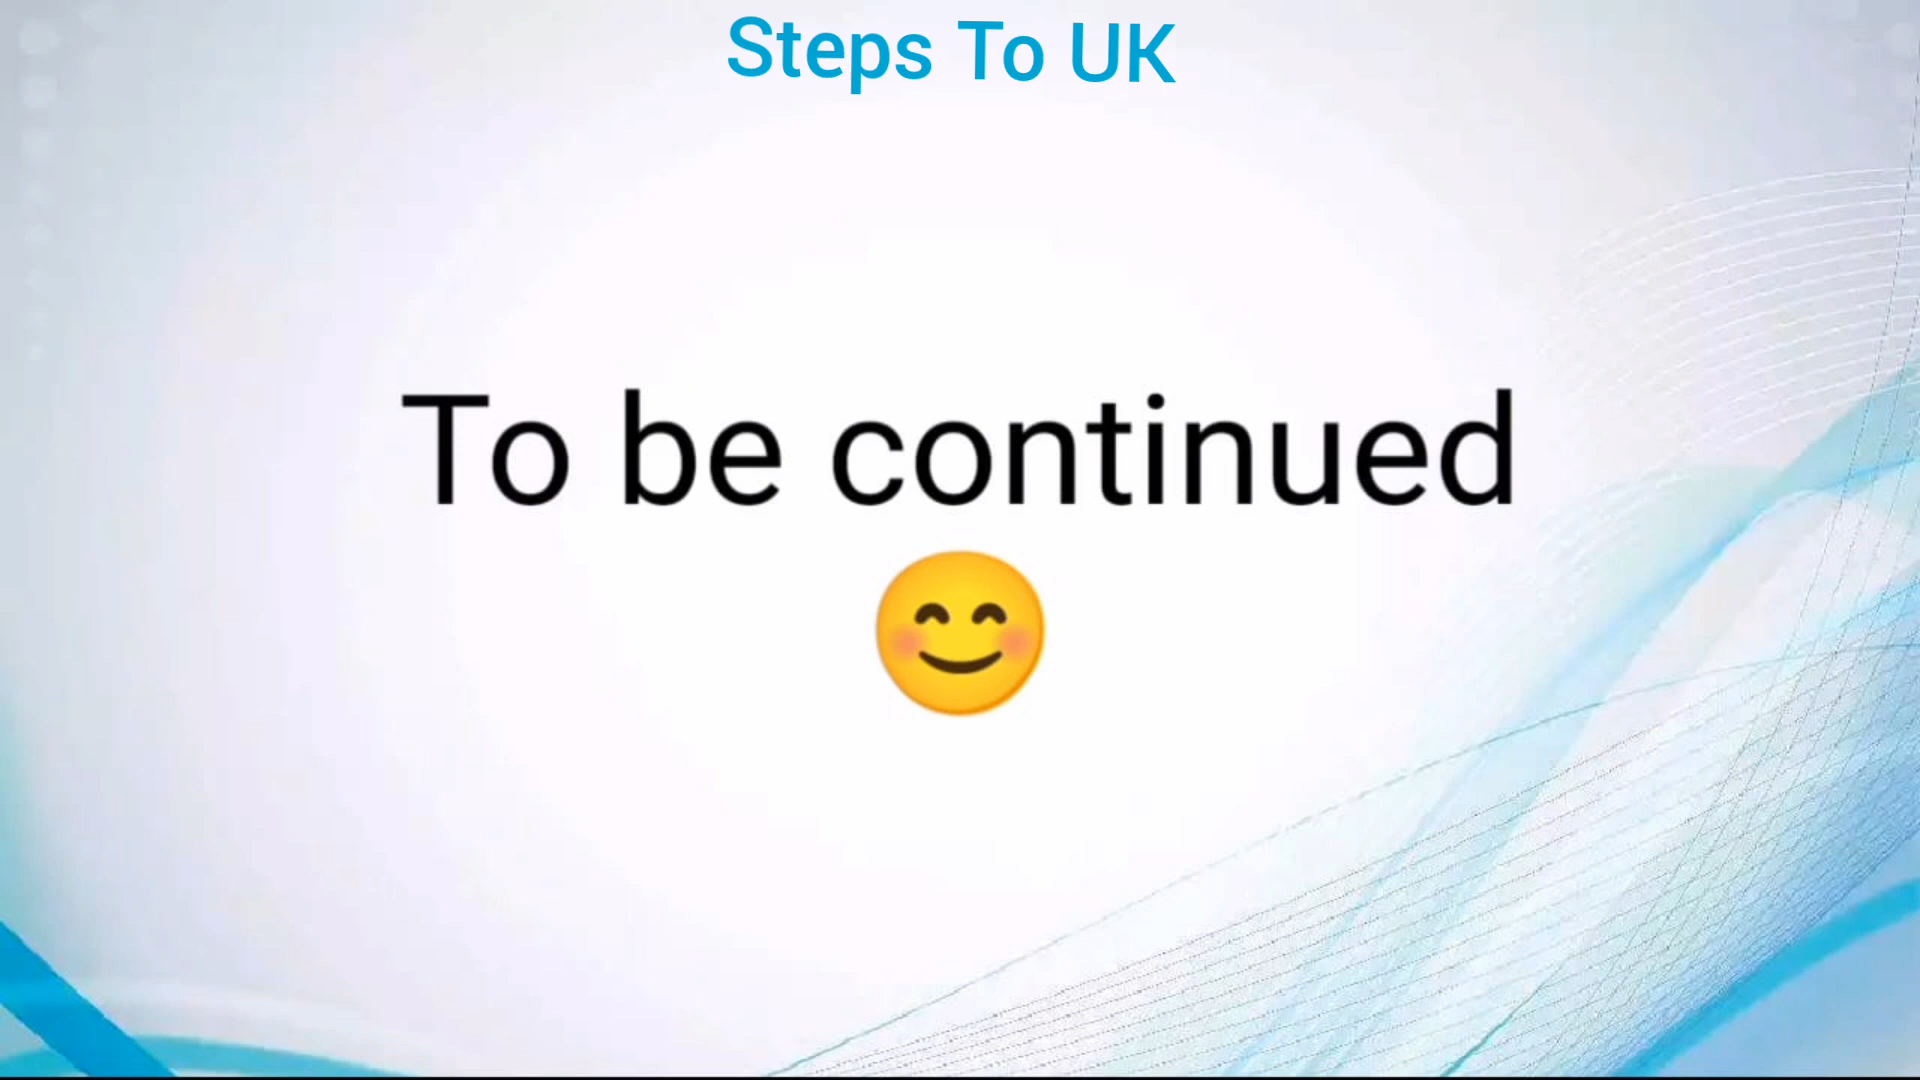 Steps To UK
To be continued
😊